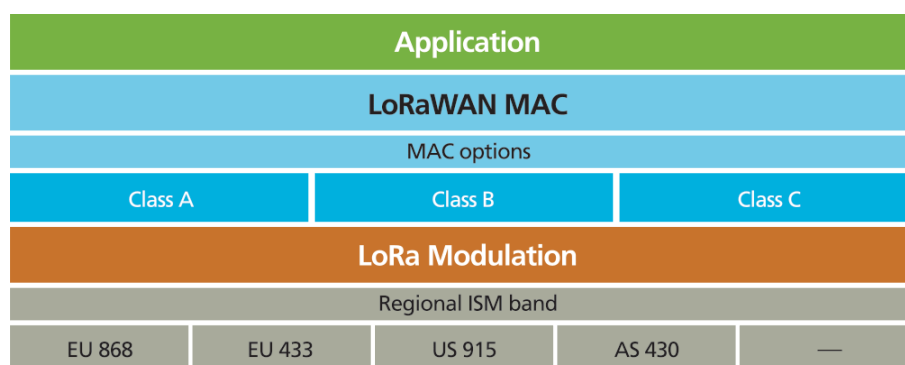 Application
LoRaWAN MAC
MAC options
Class A Class B Class C
LoRa Modulation
Regional ISM band
EU 868 EU 433 US 915 AS 430 —